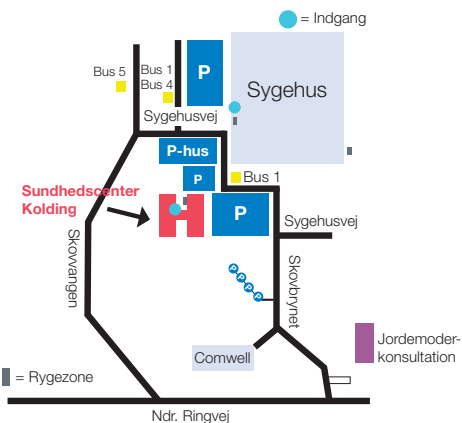 = Indgang
Bus 5
Bus 1
Bus 4
P
Sygehus
Sygehusvej
P-hus
P
Bus 1
Sundhedscenter
Kolding
P
Sygehusvej
Skovvangen
Skovbrynet
P
P
P
P
Comwell
Jordemoder-
konsultation
= Rygezone
Ndr. Ringvej